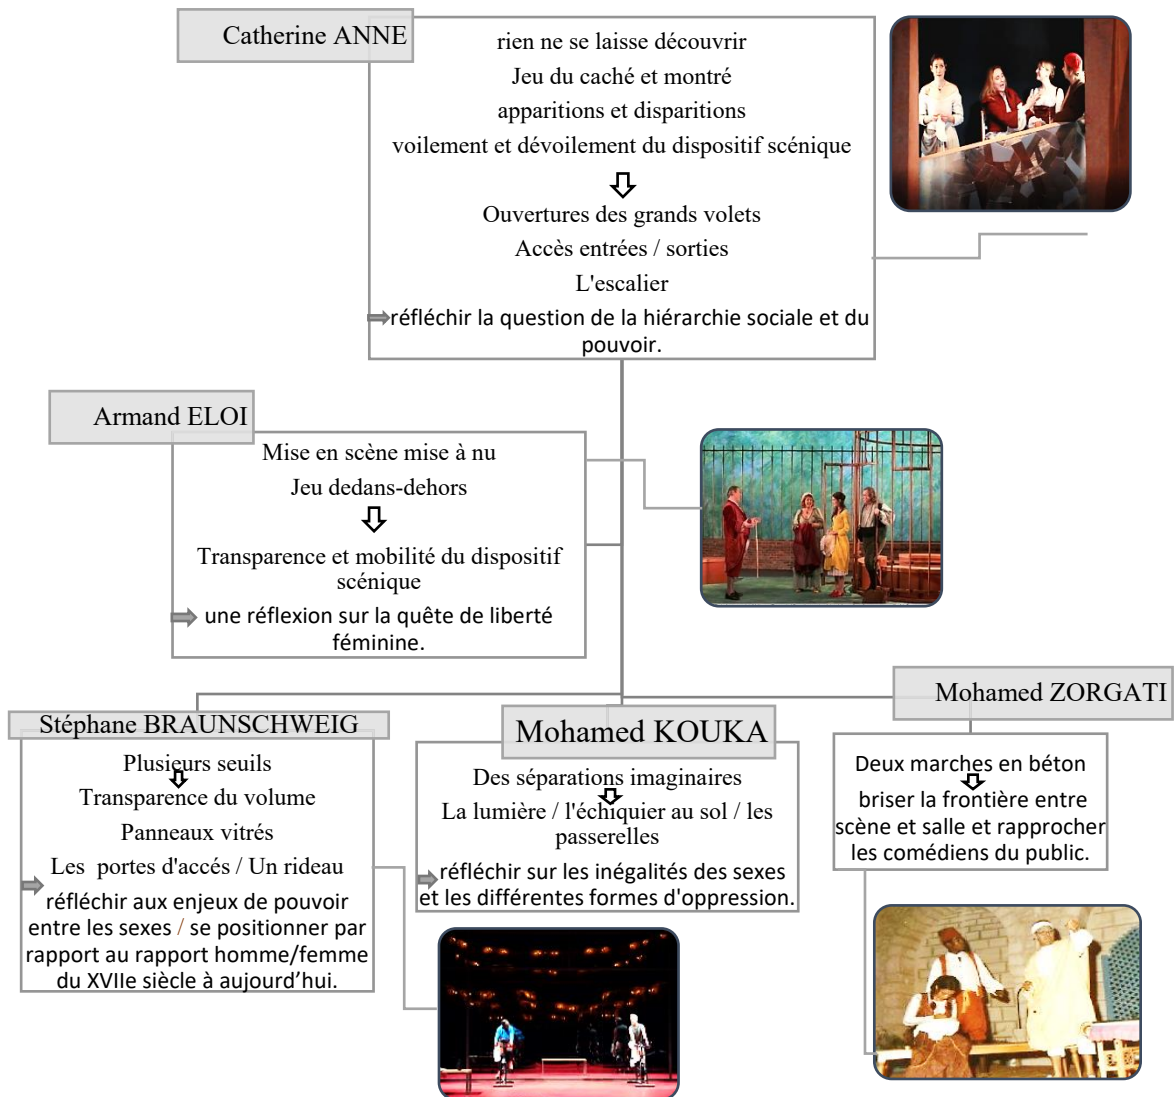 Catherine ANNE
rien ne se laisse découvrir
Jeu du caché et montré
apparitions et disparitions
voilement et dévoilement du dispositif scénique
Ouvertures des grands volets
Accès entrées / sorties
L'escalier
réfléchir la question de la hiérarchie sociale et du
pouvoir.
Armand ELOI
Mise en scène mise à nu
Jeu dedans-dehors
Transparence et mobilité du dispositif
scénique
une réflexion sur la quête de liberté
féminine.
Stéphane BRAUNSCHWEIG
Plusieurs seuils
Transparence du volume
Panneaux vitrés
Les portes d'accés / Un rideau
réfléchir aux enjeux de pouvoir
entre les sexes / se positionner par
rapport au rapport homme/femme
du XVIIe siècle à aujourd’hui.
Mohamed KOUKA
Des séparations imaginaires
La lumière / l'échiquier au sol / les
passerelles
réfléchir sur les inégalités des sexes
et les différentes formes d'oppression.
Mohamed ZORGATI
Deux marches en béton
briser la frontière entre
scène et salle et rapprocher
les comédiens du public.